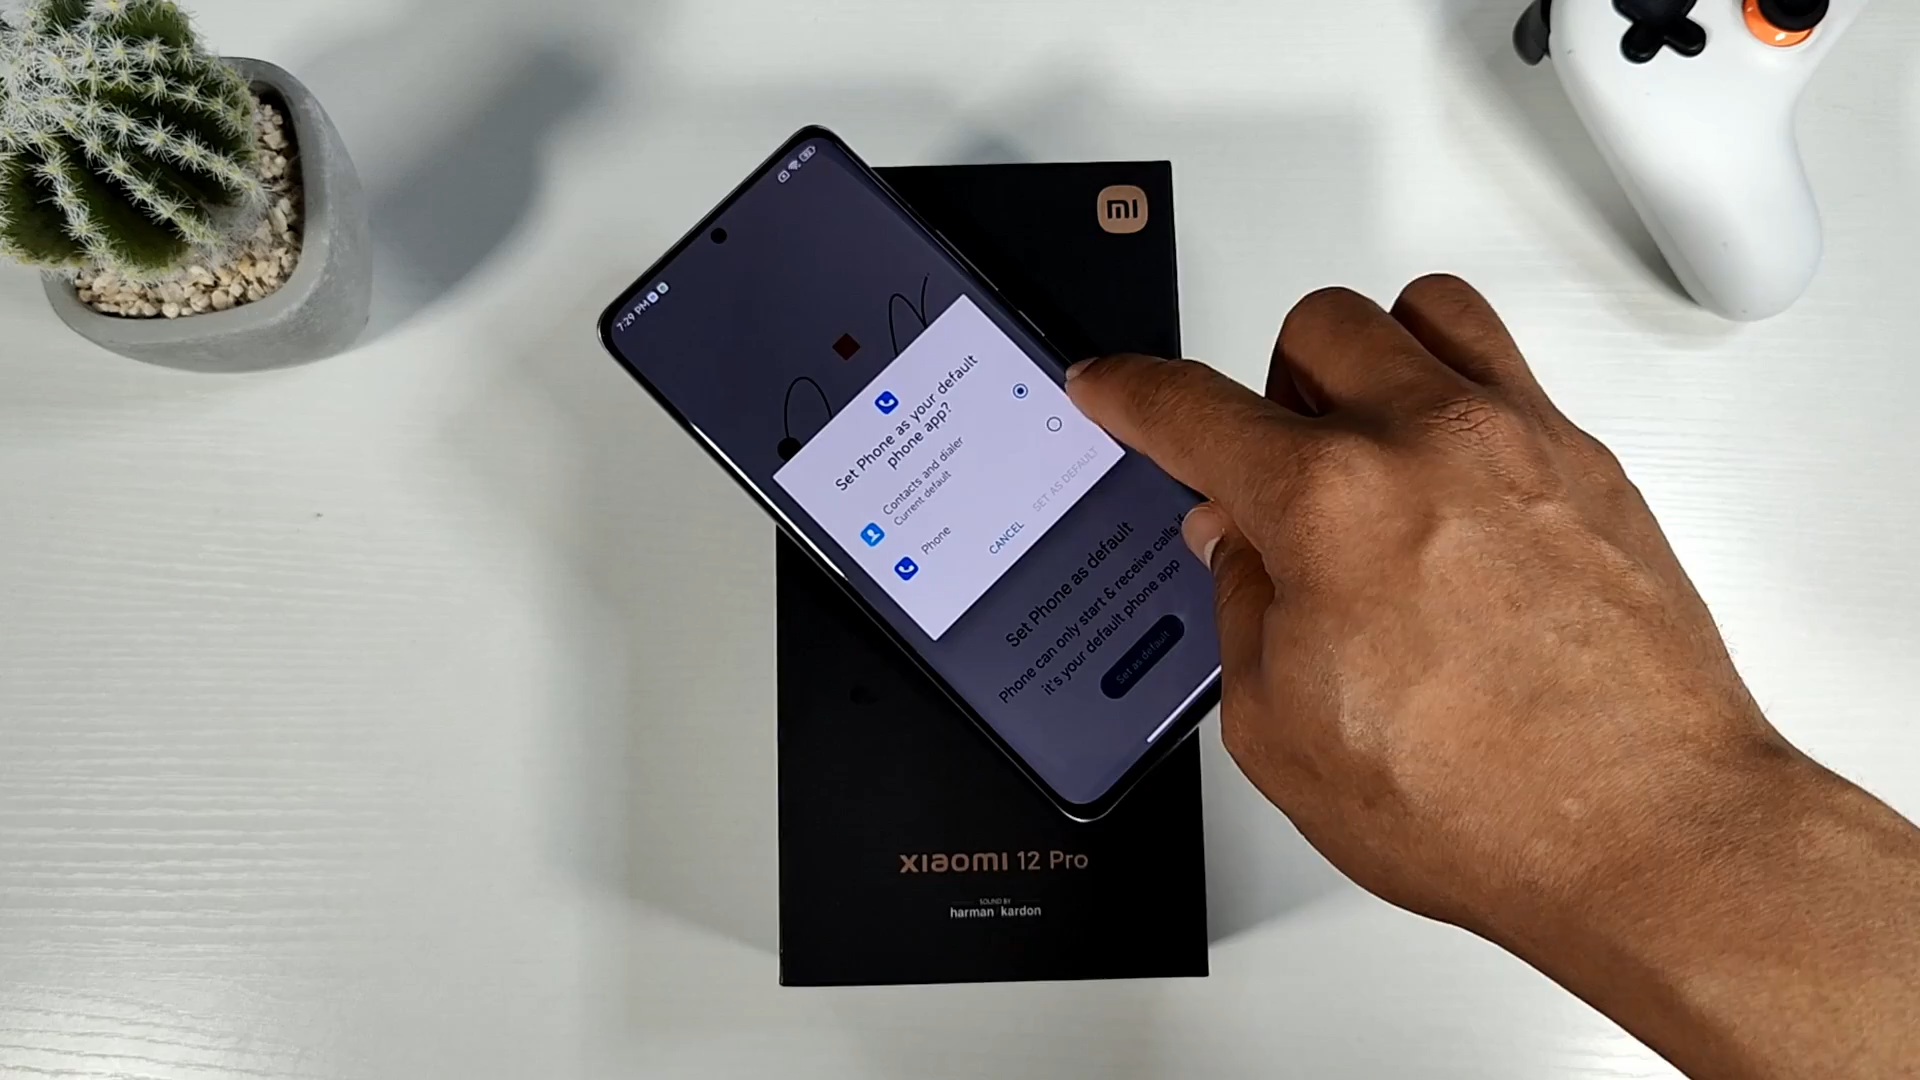 7:29 PM
Set Phone as your default
phone app?
Contacts and dialer
Current default
Phone
CANCEL
SET AS DEFAULT
Set Phone as default
Phone can only start & receive calls if
it's your default phone app
Set as default
mi
xiaomi 12 Pro
SOUND BY
harman kardon